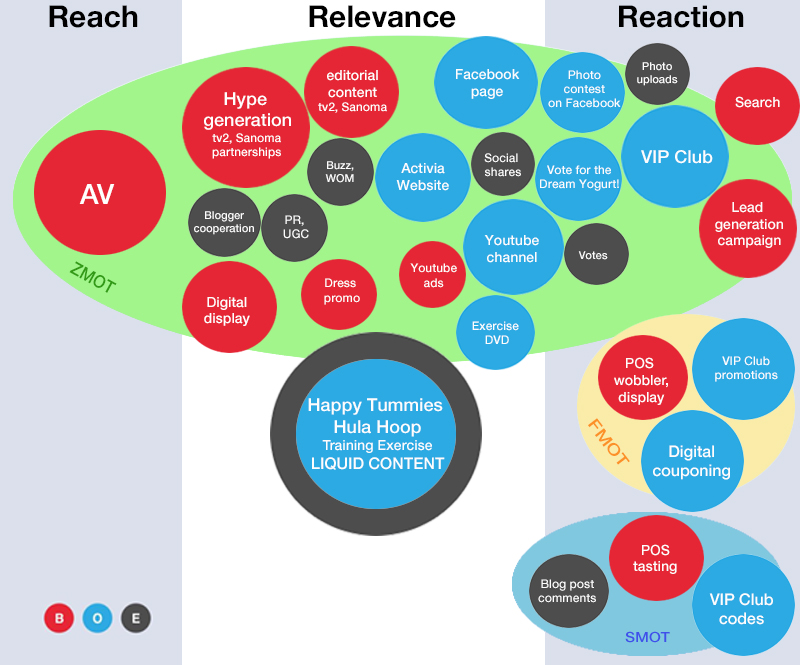 Reach
Relevance
Reaction
Hype
generation
tv2, Sanoma
partnerships
editorial
content
tv2, Sanoma
Facebook
page
Photo
contest
on Facebook
Photo
uploads
Search
AV
Buzz,
WOM
Activia
Website
Social
shares
Vote for the
Dream Yogurt!
VIP Club
Blogger
cooperation
PR,
UGC
Youtube
channel
Votes
Lead
generation
campaign
ZMOT
Digital
display
Dress
promo
Youtube
ads
Exercise
DVD
Happy Tummies
Hula Hoop
Training Exercise
LIQUID CONTENT
POS
wobbler,
display
VIP Club
promotions
FMOT
Digital
couponing
POS
tasting
Blog post
comments
VIP Club
codes
SMOT
B O E